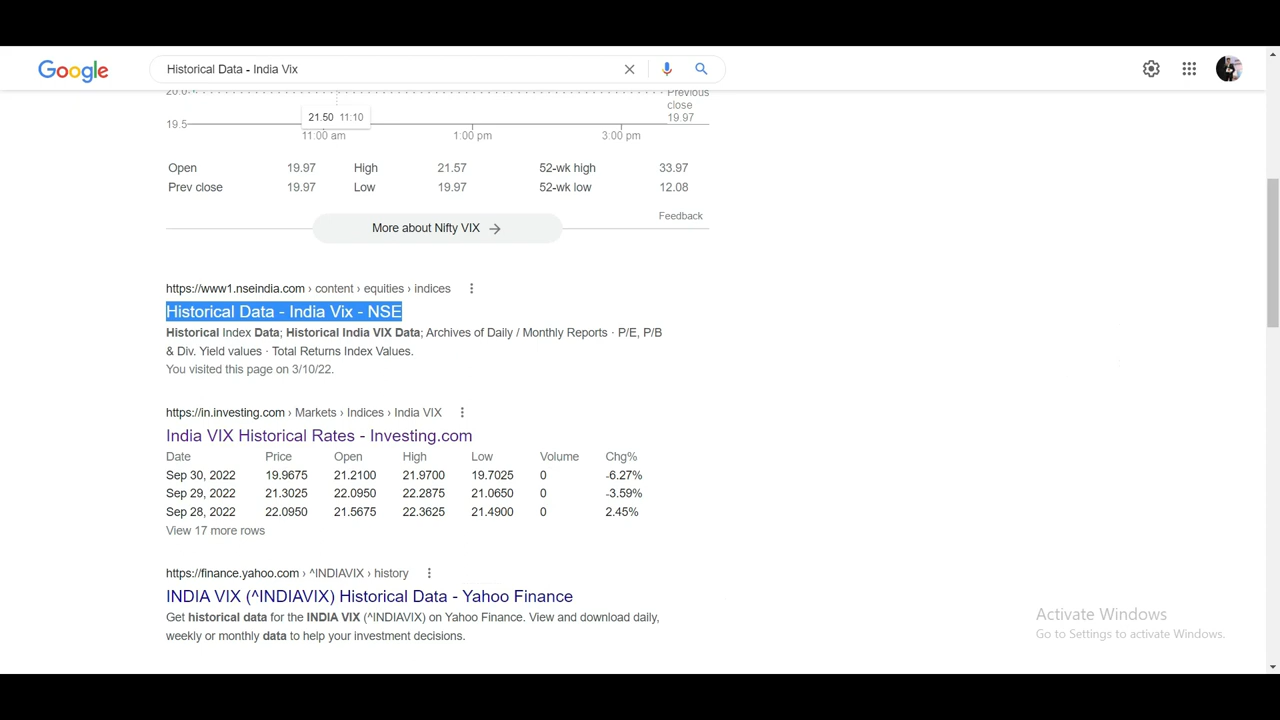 Google
Historical Data - India Vix
20.0
Previous
close
19.97
21.50 11:10
19.5
11:00 am 1:00 pm 3:00 pm
Open 19.97 High 21.57 52-wk high 33.97
Prev close 19.97 Low 19.97 52-wk low 12.08
Feedback
More about Nifty VIX →
https://www1.nseindia.com › content › equities › indices
Historical Data - India Vix - NSE
Historical Index Data; Historical India VIX Data; Archives of Daily / Monthly Reports · P/E, P/B
& Div. Yield values · Total Returns Index Values.
You visited this page on 3/10/22.
https://in.investing.com › Markets › Indices › India VIX
India VIX Historical Rates - Investing.com
Date Price Open High Low Volume Chg%
Sep 30, 2022 19.9675 21.2100 21.9700 19.7025 0 -6.27%
Sep 29, 2022 21.3025 22.0950 22.2875 21.0650 0 -3.59%
Sep 28, 2022 22.0950 21.5675 22.3625 21.4900 0 2.45%
View 17 more rows
https://finance.yahoo.com › ^INDIAVIX › history
INDIA VIX (^INDIAVIX) Historical Data - Yahoo Finance
Get historical data for the INDIA VIX (^INDIAVIX) on Yahoo Finance. View and download daily,
weekly or monthly data to help your investment decisions.
Activate Windows
Go to Settings to activate Windows.